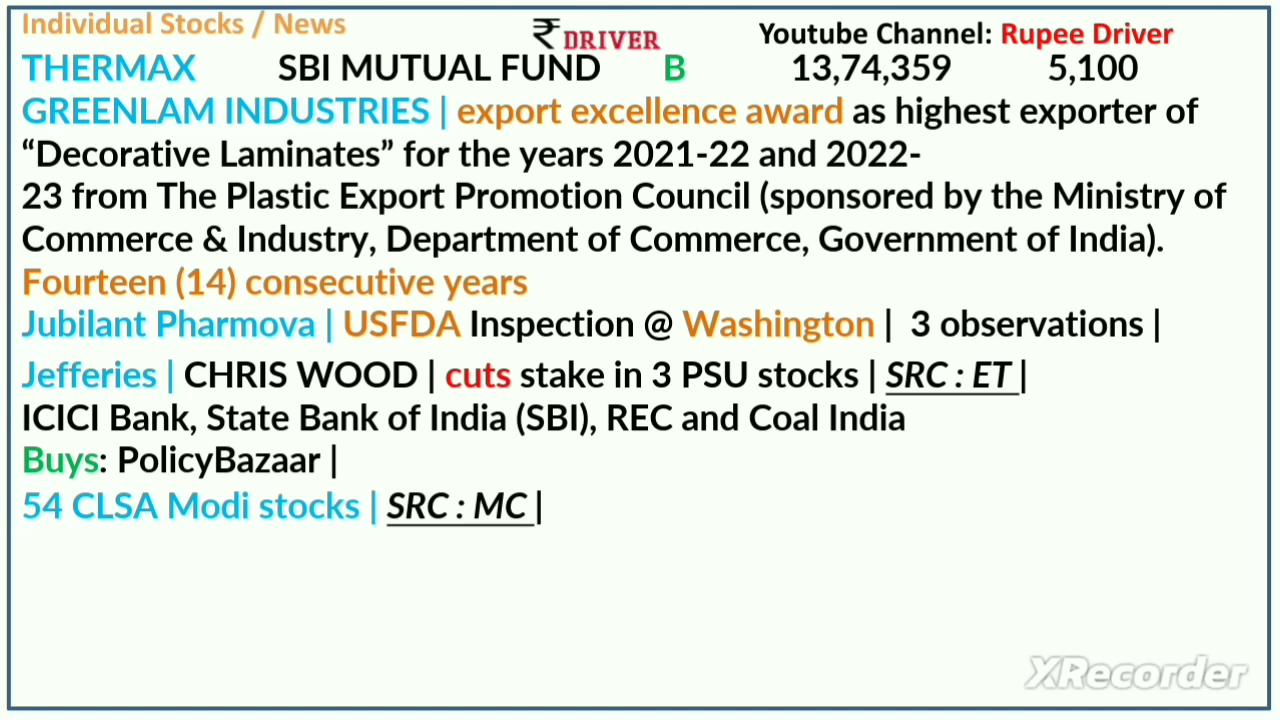 Individual Stocks / News
₹DRIVER
Youtube Channel: Rupee Driver
THERMAX SBI MUTUAL FUND B 13,74,359 5,100
GREENLAM INDUSTRIES | export excellence award as highest exporter of
“Decorative Laminates” for the years 2021-22 and 2022-
23 from The Plastic Export Promotion Council (sponsored by the Ministry of
Commerce & Industry, Department of Commerce, Government of India).
Fourteen (14) consecutive years
Jubilant Pharmova | USFDA Inspection @ Washington | 3 observations |
Jefferies | CHRIS WOOD | cuts stake in 3 PSU stocks | SRC : ET |
ICICI Bank, State Bank of India (SBI), REC and Coal India
Buys: PolicyBazaar |
54 CLSA Modi stocks | SRC : MC |
XRecorder